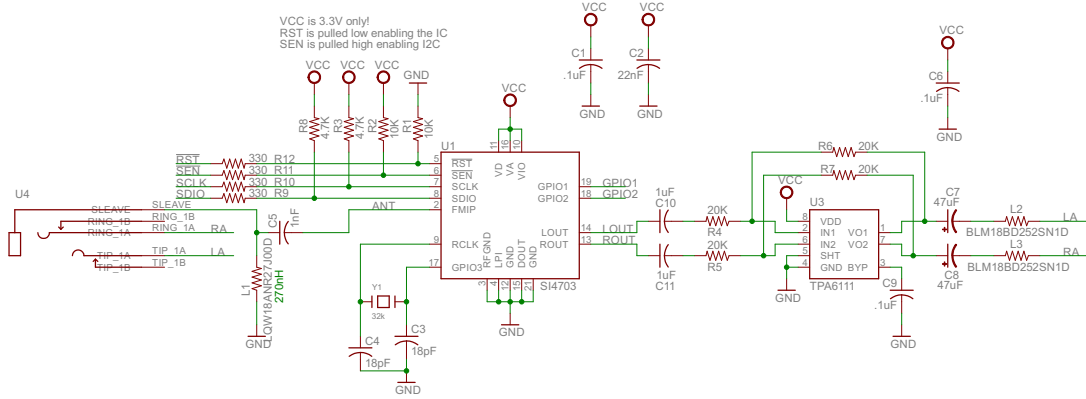 VCC is 3.3V only!
RST is pulled low enabling the IC
SEN is pulled high enabling I2C
VCC
VCC
VCC
GND
R8
4.7K
R3
4.7K
R2
10K
R1
10K
VCC
C1
.1uF
GND
VCC
C2
22nF
GND
VCC
C6
.1uF
GND
RST
330
R12
SEN
330
R11
SCLK
330
R10
SDIO
330
R9
U4
SLEAVE
SLEAVE
RING_1B
RING_1B
RING_1A
RING_1A
RA
TIP_1A
TIP_1A
LA
TIP_1B
TIP_1B
C5
1nF
ANT
L1
LQW18ANR27J00D
270nH
GND
VCC
U1
11
16
10
VD
VA
VIO
5
RST
6
SEN
7
SCLK
8
SDIO
2
FMIP
9
RCLK
17
GPIO3
GPIO1
19
GPIO1
GPIO2
18
GPIO2
LOUT
14
LOUT
ROUT
13
ROUT
RFGND
LPI
GND
DOUT
GND
3
4
12
15
21
SI4703
GND
Y1
32k
C4
18pF
C3
18pF
GND
1uF
C10
1uF
C11
20K
R4
20K
R5
R6
20K
R7
20K
VCC
U3
8
VDD
2
IN1
6
IN2
5
SHT
4
GND
VO1
1
VO2
7
BYP
3
TPA6111
GND
C9
.1uF
GND
C7
47uF
C8
47uF
L2
BLM18BD252SN1D
LA
L3
BLM18BD252SN1D
RA